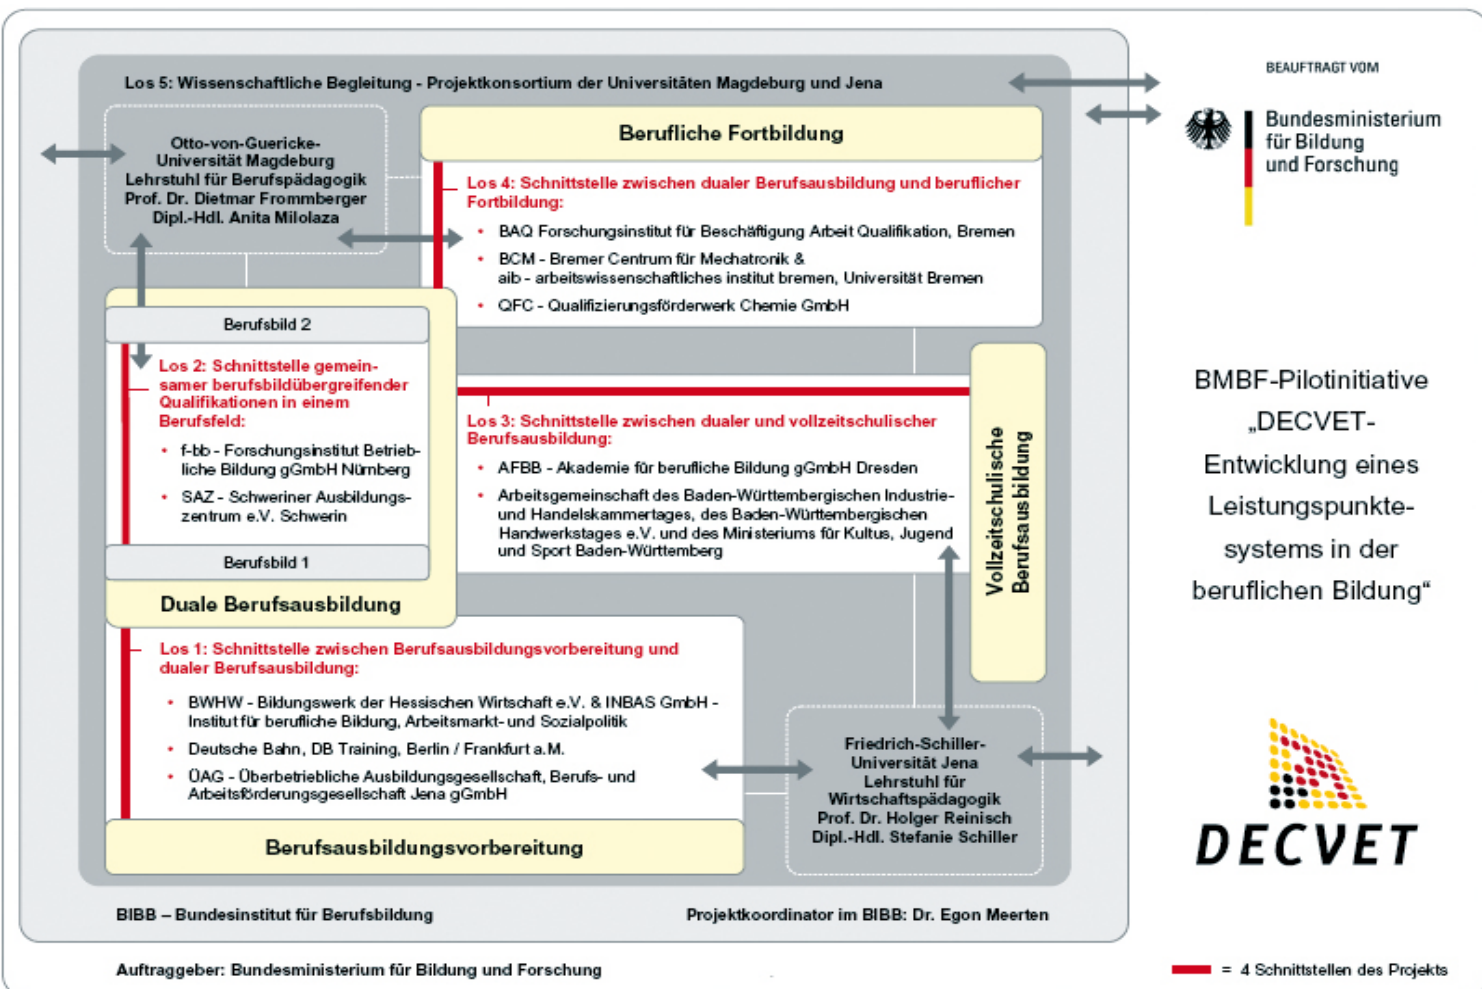 Los 5: Wissenschaftliche Begleitung - Projektkonsortium der Universitäten Magdeburg und Jena
Otto-von-Guericke-
Universität Magdeburg
Lehrstuhl für Berufspädagogik
Prof. Dr. Dietmar Frommberger
Dipl.-Hdl. Anita Milolaza
Berufliche Fortbildung
Los 4: Schnittstelle zwischen dualer Berufsausbildung und beruflicher
Fortbildung:
• BAQ Forschungsinstitut für Beschäftigung Arbeit Qualifikation, Bremen
• BCM - Bremer Centrum für Mechatronik &
aib - arbeitswissenschaftliches institut bremen, Universität Bremen
• QFC - Qualifizierungsförderwerk Chemie GmbH
Berufsbild 2
Los 2: Schnittstelle gemein-
samer berufsbildübergreifender
Qualifikationen in einem
Berufsfeld:
• f-bb - Forschungsinstitut Betrieb-
liche Bildung gGmbH Nürnberg
• SAZ - Schweriner Ausbildungs-
zentrum e.V. Schwerin
Berufsbild 1
Duale Berufsausbildung
Los 3: Schnittstelle zwischen dualer und vollzeitschulischer
Berufsausbildung:
• AFBB - Akademie für berufliche Bildung gGmbH Dresden
• Arbeitsgemeinschaft des Baden-Württembergischen Industrie-
und Handelskammertages, des Baden-Württembergischen
Handwerkstages e.V. und des Ministeriums für Kultus, Jugend
und Sport Baden-Württemberg
Vollzeitschulische
Berufsausbildung
Los 1: Schnittstelle zwischen Berufsausbildungsvorbereitung und
dualer Berufsausbildung:
• BWHW - Bildungswerk der Hessischen Wirtschaft e.V. & INBAS GmbH -
Institut für berufliche Bildung, Arbeitsmarkt- und Sozialpolitik
• Deutsche Bahn, DB Training, Berlin / Frankfurt a.M.
• ÜAG - Überbetriebliche Ausbildungsgesellschaft, Berufs- und
Arbeitsförderungsgesellschaft Jena gGmbH
Berufsausbildungsvorbereitung
Friedrich-Schiller-
Universität Jena
Lehrstuhl für
Wirtschaftspädagogik
Prof. Dr. Holger Reinisch
Dipl.-Hdl. Stefanie Schiller
BIBB – Bundesinstitut für Berufsbildung
Projektkoordinator im BIBB: Dr. Egon Meerten
Auftraggeber: Bundesministerium für Bildung und Forschung
BEAUFTRAGT VOM
Bundesministerium
für Bildung
und Forschung
BMBF-Pilotinitiative
„DECVET-
Entwicklung eines
Leistungspunkte-
systems in der
beruflichen Bildung“
DECVET
= 4 Schnittstellen des Projekts